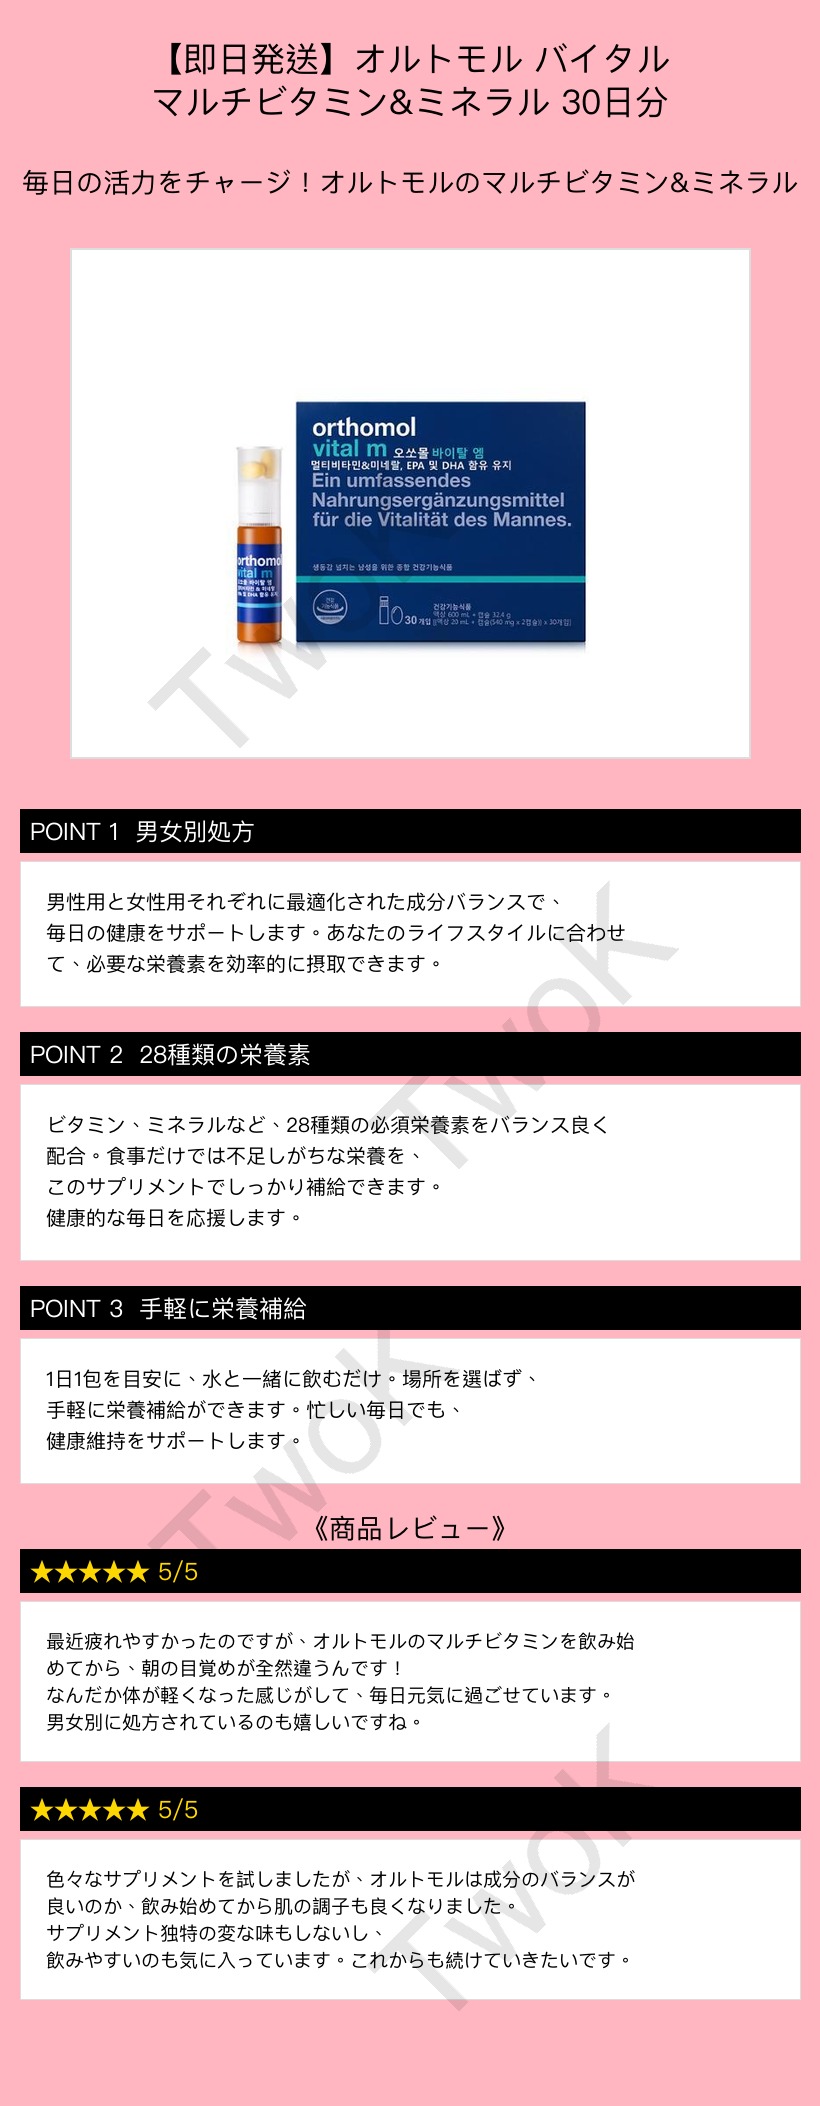 【即日発送】オルトモル バイタル
マルチビタミン&ミネラル 30日分
毎日の活力をチャージ！オルトモルのマルチビタミン&ミネラル
orthomol
vital m 오쏘몰 바이탈 엠
멀티비타민&미네랄, EPA 및 DHA 함유 유지
Ein umfassendes
Nahrungsergänzungsmittel
für die Vitalität des Mannes.
생동감 넘치는 남성을 위한 종합 건강기능식품
건강
기능식품
30개입
건강기능식품
액상 600 mL + 캡슐 32.4 g
[(액상 20 mL + 캡슐(540 mg x 2캡슐)) x 30개입]
orthomol
vital m
오쏘몰 바이탈 엠
멀티비타민 & 미네랄
EPA 및 DHA 함유 유지
TwoK
POINT 1 男女別処方
男性用と女性用それぞれに最適化された成分バランスで、
毎日の健康をサポートします。あなたのライフスタイルに合わせ
て、必要な栄養素を効率的に摂取できます。
TwoK
POINT 2 28種類の栄養素
ビタミン、ミネラルなど、28種類の必須栄養素をバランス良く
配合。食事だけでは不足しがちな栄養を、
このサプリメントでしっかり補給できます。
健康的な毎日を応援します。
POINT 3 手軽に栄養補給
1日1包を目安に、水と一緒に飲むだけ。場所を選ばず、
手軽に栄養補給ができます。忙しい毎日でも、
健康維持をサポートします。
TwoK
《商品レビュー》
★★★★★ 5/5
最近疲れやすかったのですが、オルトモルのマルチビタミンを飲み始
めてから、朝の目覚めが全然違うんです！
なんだか体が軽くなった感じがして、毎日元気に過ごせています。
男女別に処方されているのも嬉しいですね。
★★★★★ 5/5
色々なサプリメントを試しましたが、オルトモルは成分のバランスが
良いのか、飲み始めてから肌の調子も良くなりました。
サプリメント独特の変な味もしないし、
飲みやすいのも気に入っています。これからも続けていきたいです。
TwoK